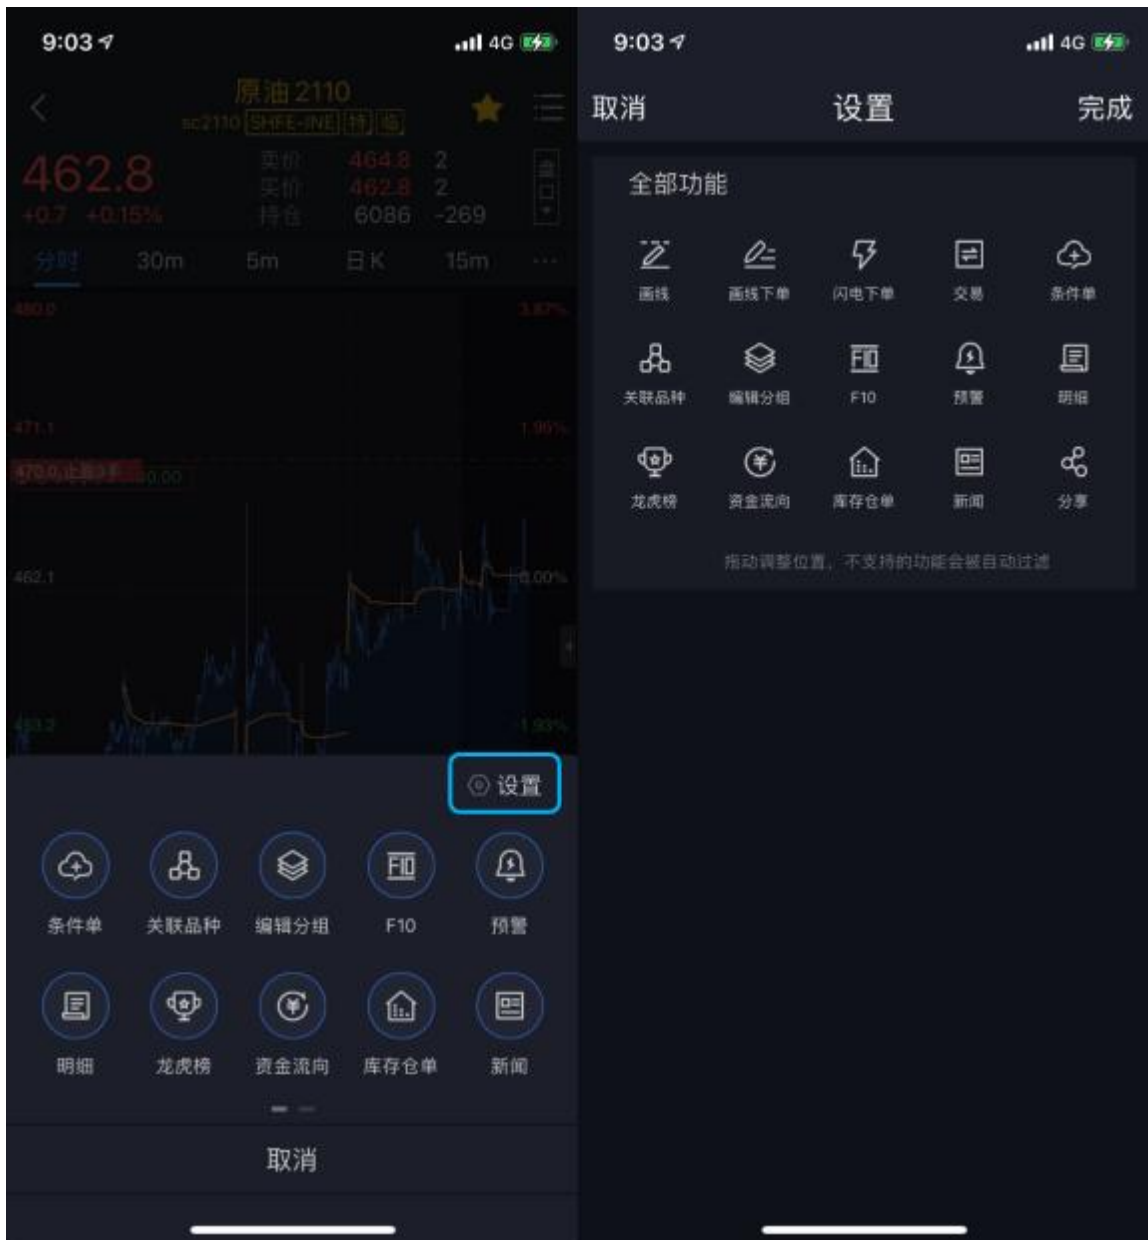 9:03
4G
原油2110
sc2110 SHFE-INE 持 临
462.8
+0.7 +0.15%
卖价 464.8 2
买价 462.8 2
持仓 6086 -269
盘口
分时 30m 5m 日K 15m ...
480.0 3.87%
471.1 1.95%
462.1 0.00%
-1.93%
设置
条件单 关联品种 编辑分组 F10 预警
明细 龙虎榜 资金流向 库存仓单 新闻
取消
9:03
4G
取消 设置 完成
全部功能
画线 画线下单 闪电下单 交易 条件单
关联品种 编辑分组 F10 预警 明细
龙虎榜 资金流向 库存仓单 新闻 分享
拖动调整位置，不支持的功能会被自动过滤